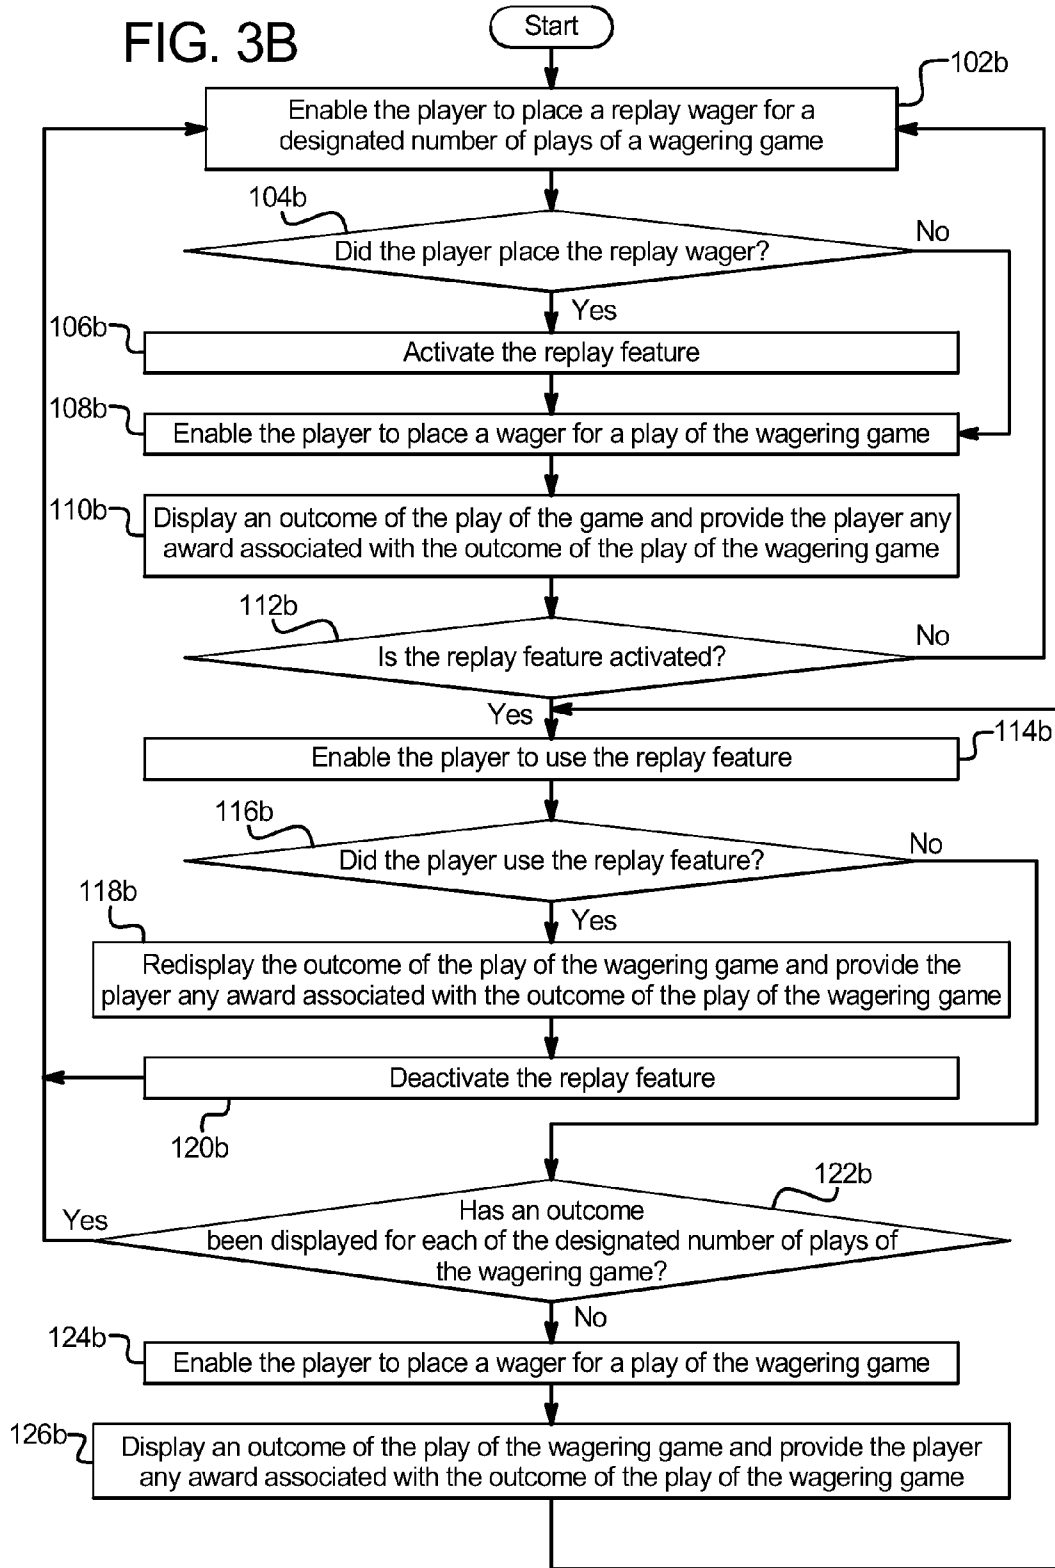 FIG. 3B
Start
102b
Enable the player to place a replay wager for a
designated number of plays of a wagering game
104b
Did the player place the replay wager?
No
Yes
106b
Activate the replay feature
108b
Enable the player to place a wager for a play of the wagering game
110b
Display an outcome of the play of the game and provide the player any
award associated with the outcome of the play of the wagering game
112b
Is the replay feature activated?
No
Yes
114b
Enable the player to use the replay feature
116b
Did the player use the replay feature?
No
Yes
118b
Redisplay the outcome of the play of the wagering game and provide the
player any award associated with the outcome of the play of the wagering game
Deactivate the replay feature
120b
122b
Has an outcome
been displayed for each of the designated number of plays of
the wagering game?
Yes
No
124b
Enable the player to place a wager for a play of the wagering game
126b
Display an outcome of the play of the wagering game and provide the player
any award associated with the outcome of the play of the wagering game